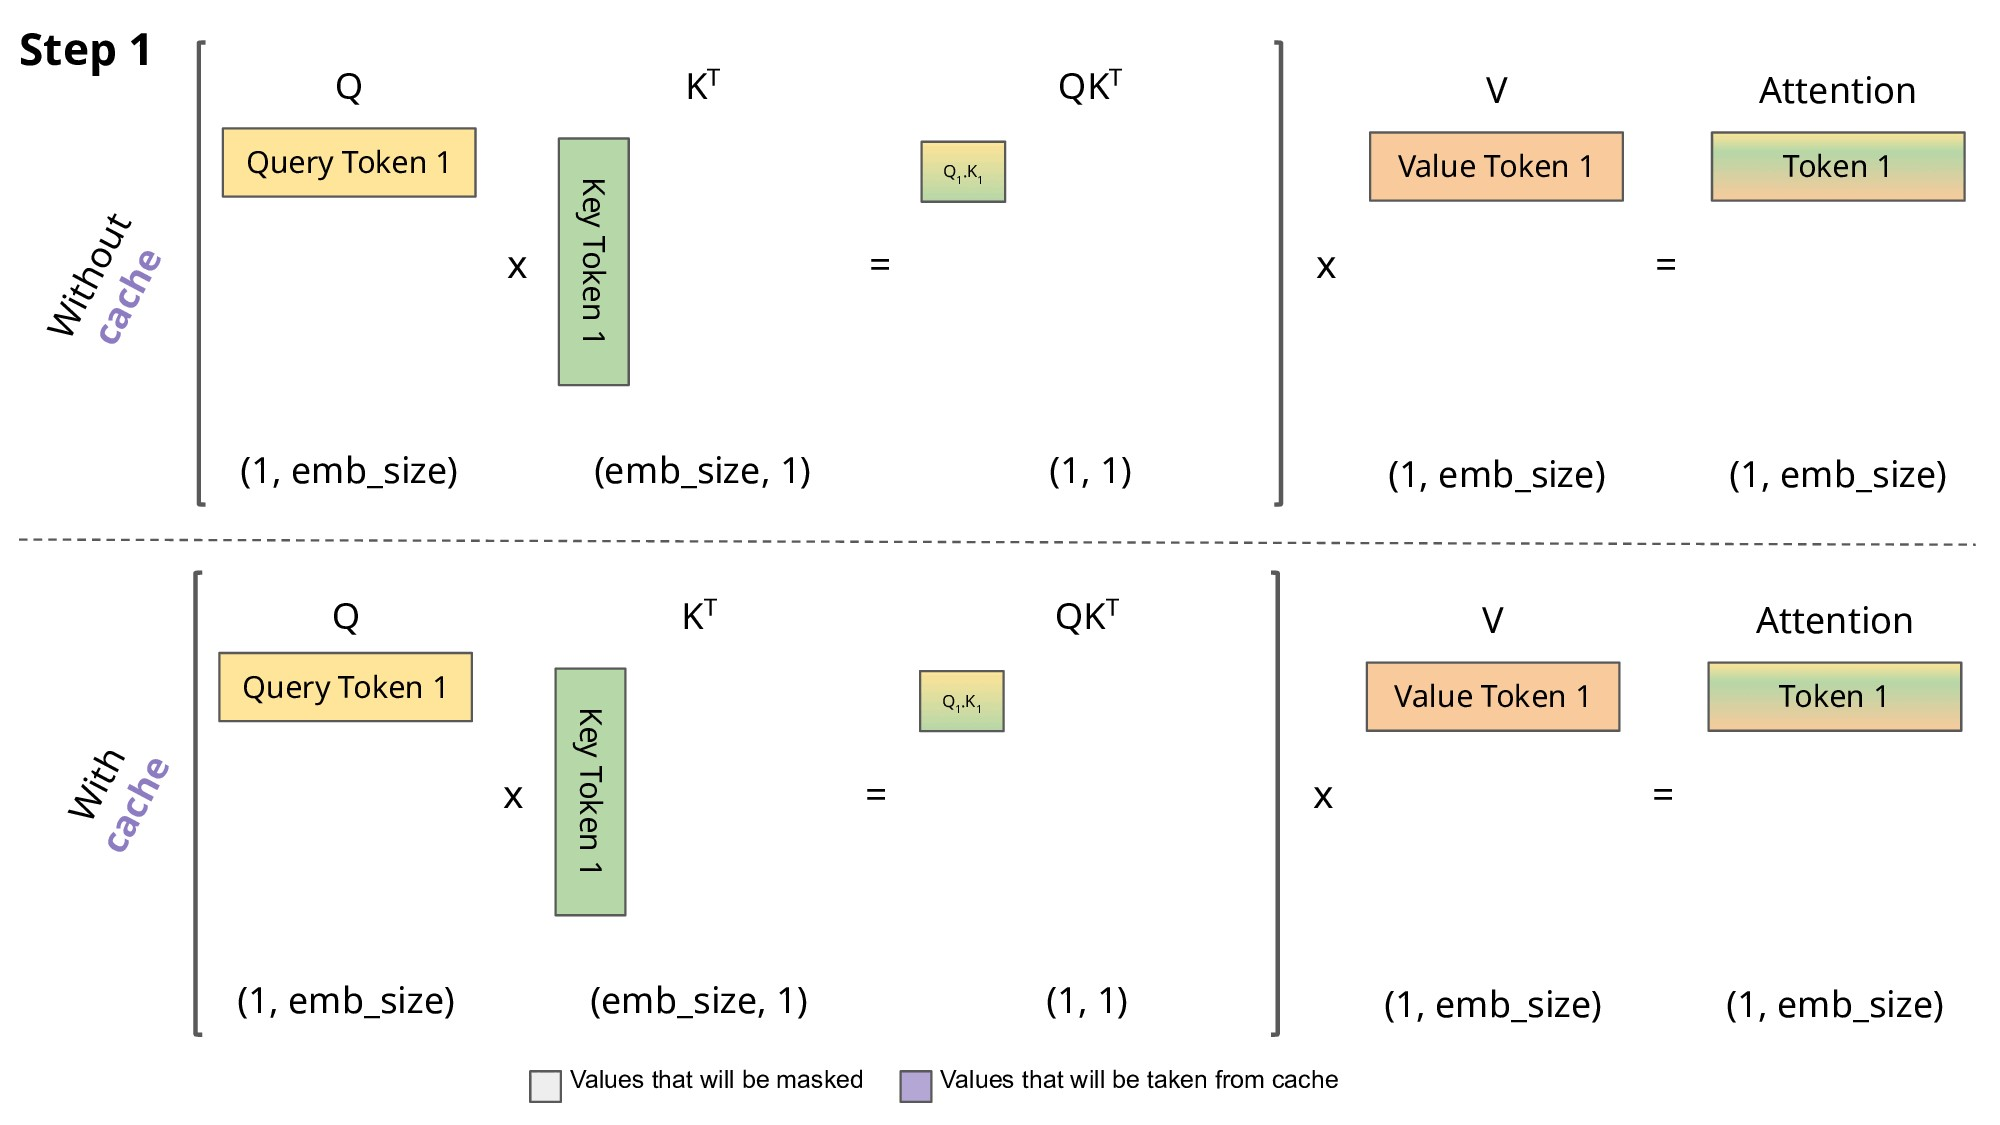 Step 1
Q
K^T
QK^T
V
Attention
Query Token 1
Key Token 1
Q₁.K₁
Value Token 1
Token 1
Without
cache
x
=
x
=
(1, emb_size)
(emb_size, 1)
(1, 1)
(1, emb_size)
(1, emb_size)
Q
K^T
QK^T
V
Attention
Query Token 1
Key Token 1
Q₁.K₁
Value Token 1
Token 1
With
cache
x
=
x
=
(1, emb_size)
(emb_size, 1)
(1, 1)
(1, emb_size)
(1, emb_size)
Values that will be masked
Values that will be taken from cache